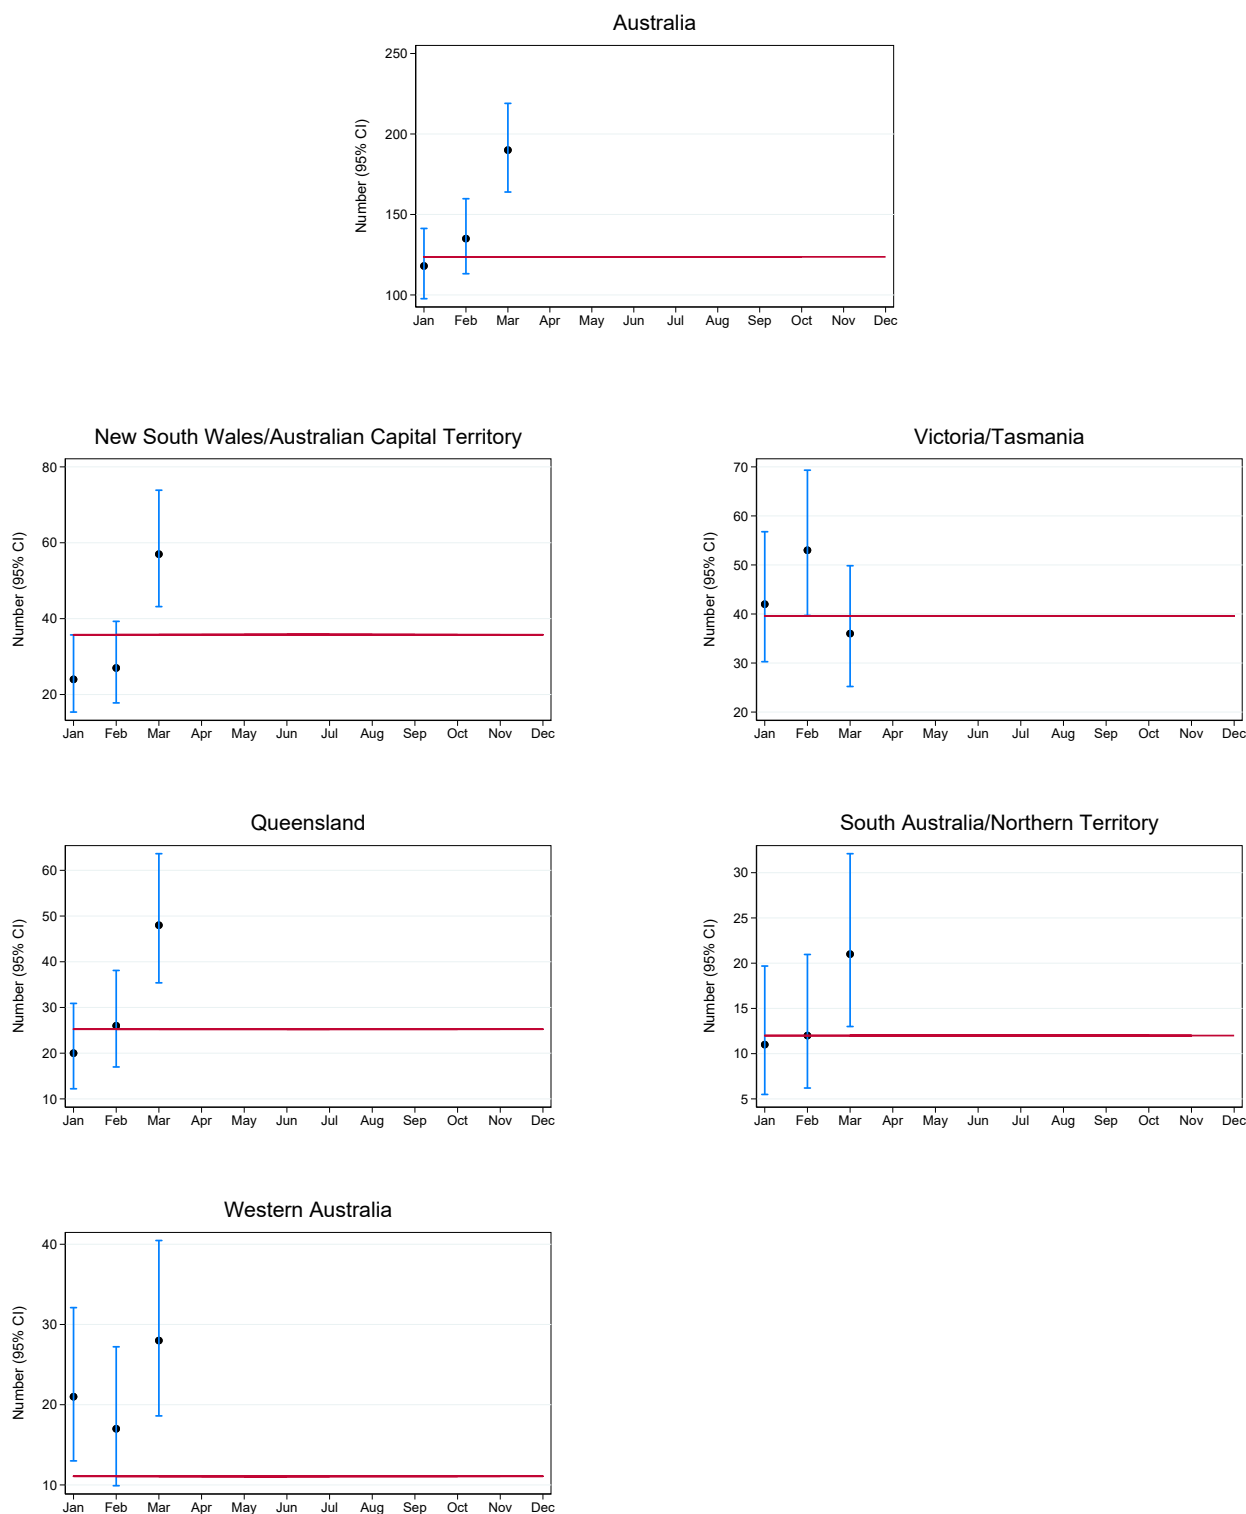 Australia
Number (95% CI)
250
200
150
100
Jan Feb Mar Apr May Jun Jul Aug Sep Oct Nov Dec
New South Wales/Australian Capital Territory
Number (95% CI)
80
60
40
20
Jan Feb Mar Apr May Jun Jul Aug Sep Oct Nov Dec
Victoria/Tasmania
Number (95% CI)
70
60
50
40
30
20
Jan Feb Mar Apr May Jun Jul Aug Sep Oct Nov Dec
Queensland
Number (95% CI)
60
50
40
30
20
10
Jan Feb Mar Apr May Jun Jul Aug Sep Oct Nov Dec
South Australia/Northern Territory
Number (95% CI)
30
25
20
15
10
5
Jan Feb Mar Apr May Jun Jul Aug Sep Oct Nov Dec
Western Australia
Number (95% CI)
40
30
20
10
Jan Feb Mar Apr May Jun Jul Aug Sep Oct Nov Dec